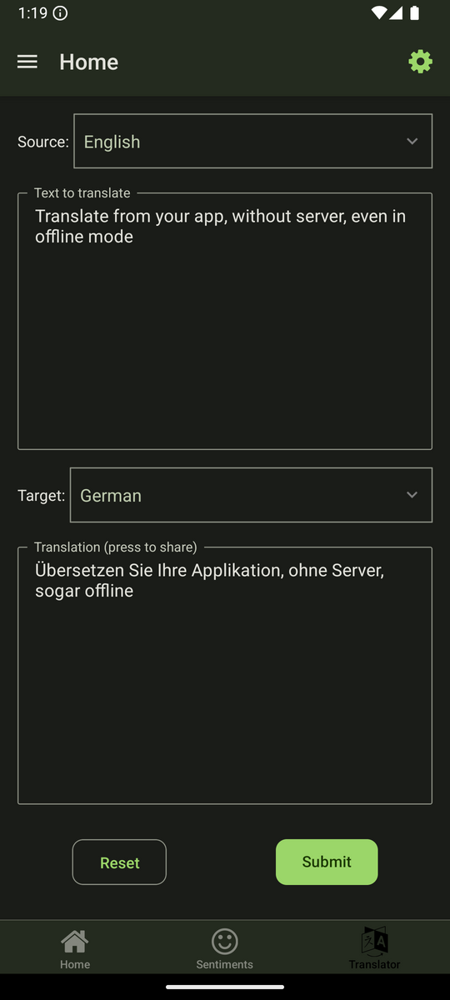 1:19
Home
Source: English
Text to translate
Translate from your app, without server, even in
offline mode
Target: German
Translation (press to share)
Übersetzen Sie Ihre Applikation, ohne Server,
sogar offline
Reset Submit
Home Sentiments Translator